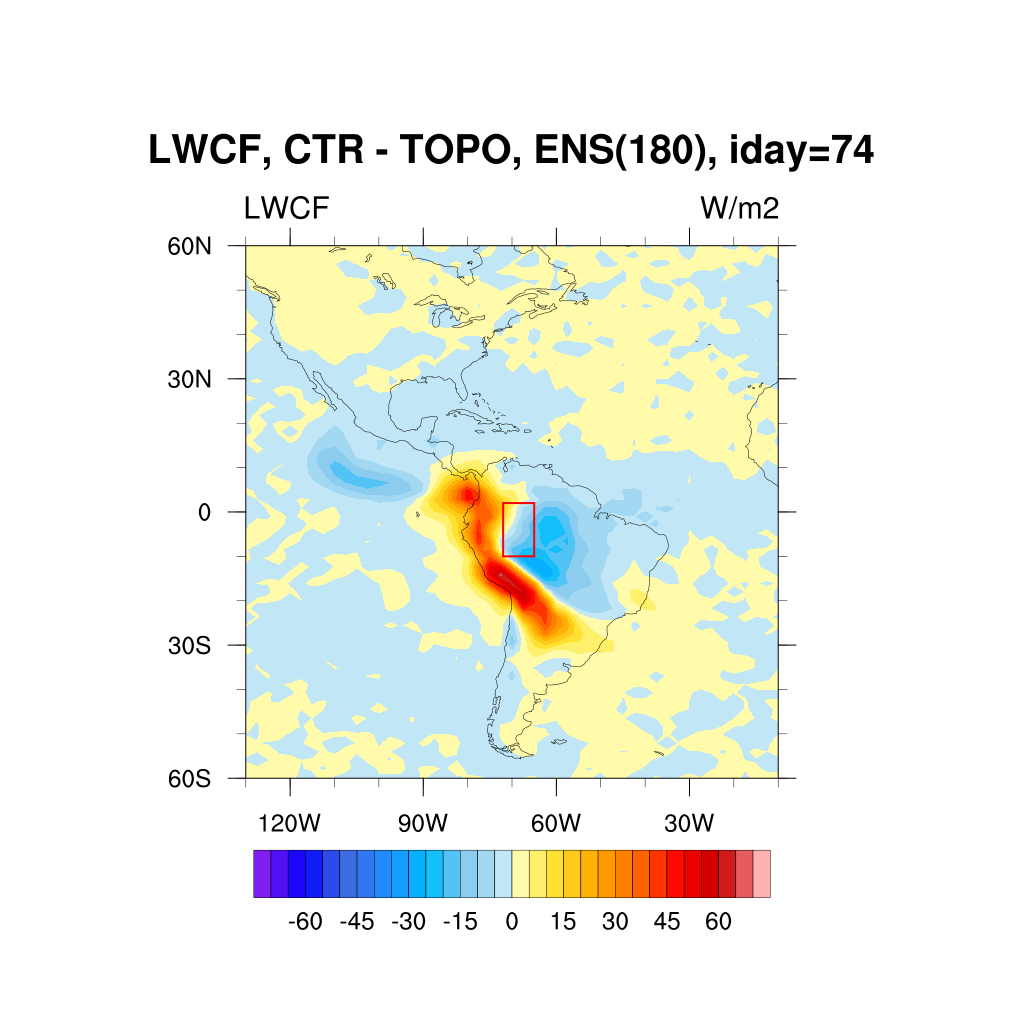 LWCF, CTR - TOPO, ENS(180), iday=74
LWCF W/m2
60N
30N
0
30S
60S
120W 90W 60W 30W
-60 -45 -30 -15 0 15 30 45 60